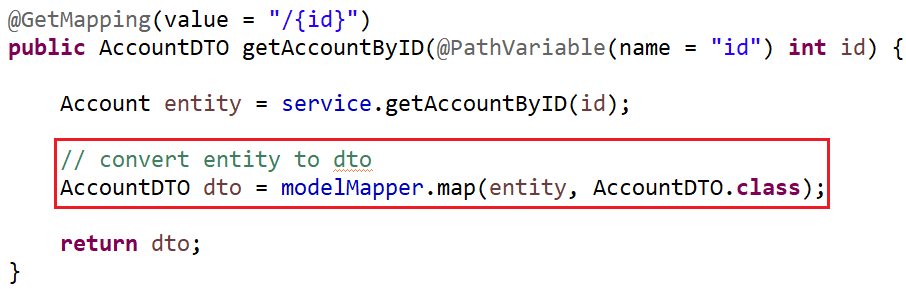 @GetMapping(value = "/{id}")
public AccountDTO getAccountByID(@PathVariable(name = "id") int id) {
Account entity = service.getAccountByID(id);
// convert entity to dto
AccountDTO dto = modelMapper.map(entity, AccountDTO.class);
return dto;
}